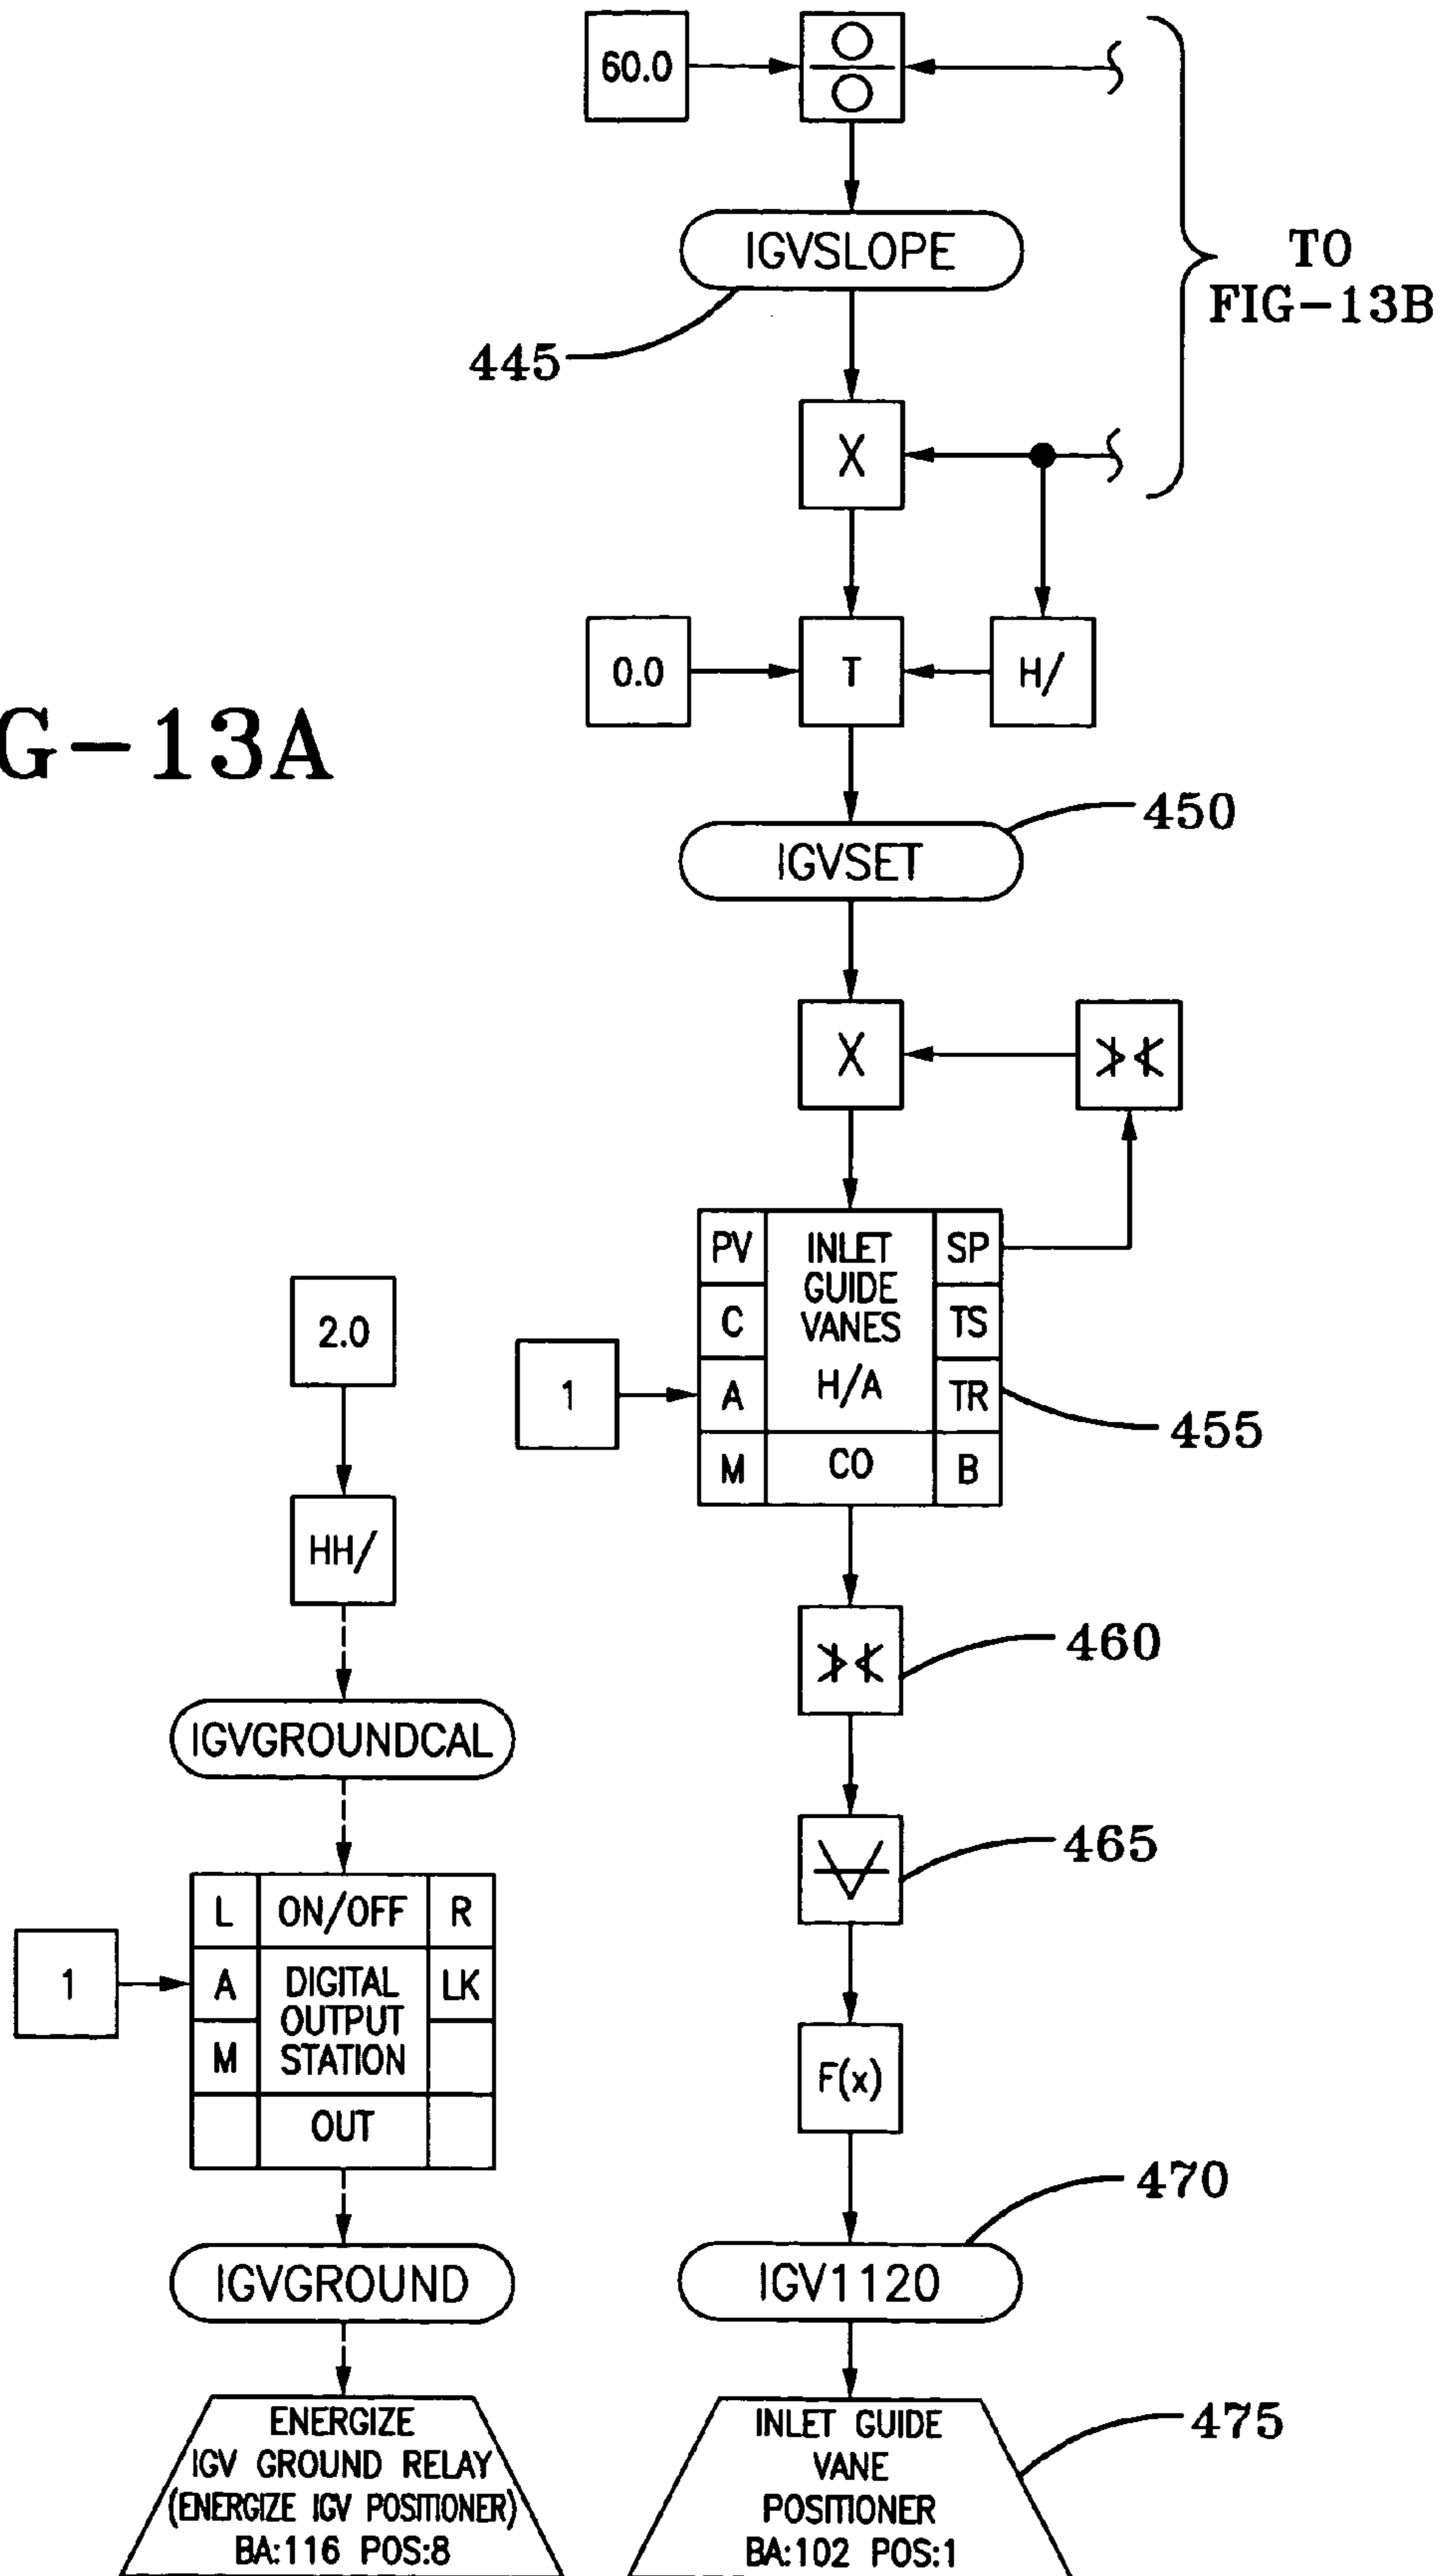 60.0
IGVSLOPE
TO
FIG-13B
445
X
0.0
T
H/
G-13A
450
IGVSET
X
PV
INLET
GUIDE
VANES
H/A
SP
C
TS
A
TR
M
CO
B
1
455
2.0
HH/
460
IGVGROUNDCAL
465
L
ON/OFF
R
1
A
DIGITAL
OUTPUT
STATION
LK
M
OUT
F(x)
470
IGVGROUND
IGV1120
ENERGIZE
IGV GROUND RELAY
(ENERGIZE IGV POSITIONER)
BA:116 POS:8
INLET GUIDE
VANE
POSITIONER
BA:102 POS:1
475